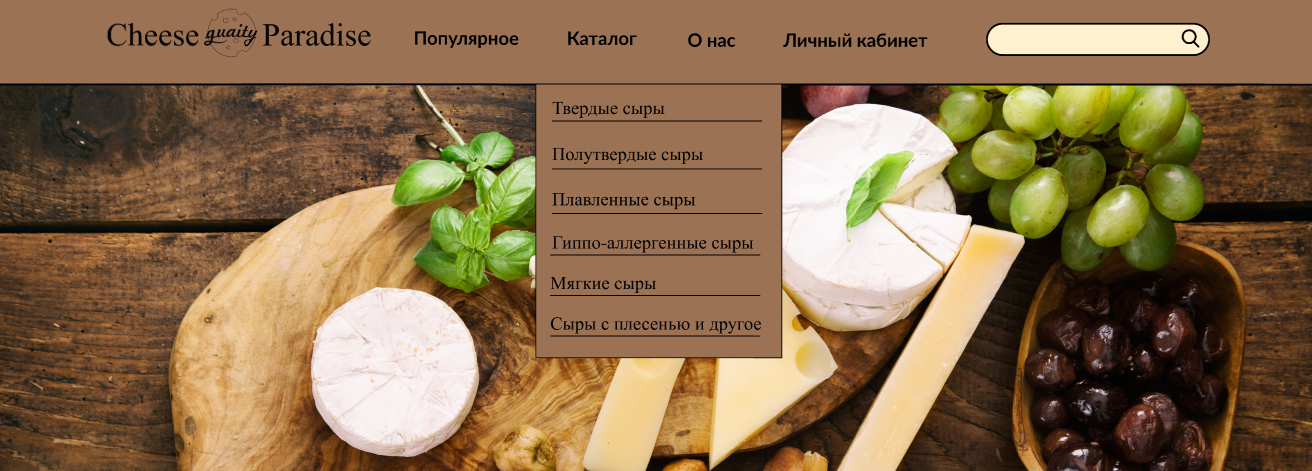 Cheese guaity Paradise
Популярное
Каталог
О нас
Личный кабинет
Твердые сыры
Полутвердые сыры
Плавленные сыры
Гиппо-аллергенные сыры
Мягкие сыры
Сыры с плесенью и другое